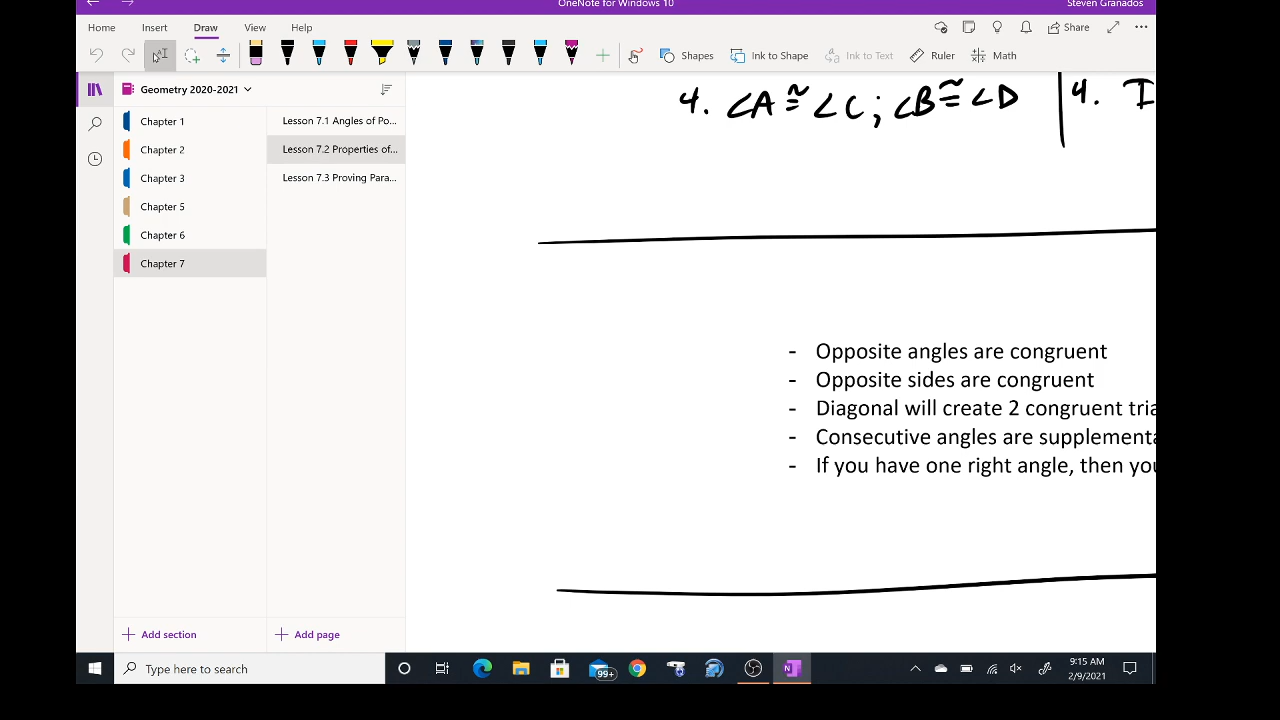 OneNote for Windows 10
Steven Granados
Home Insert Draw View Help
Shapes Ink to Shape Ink to Text Ruler Math Share
Geometry 2020-2021
Chapter 1
Chapter 2
Chapter 3
Chapter 5
Chapter 6
Chapter 7
Lesson 7.1 Angles of Po...
Lesson 7.2 Properties of...
Lesson 7.3 Proving Para...
4. ∠A ≅ ∠C ; ∠B ≅ ∠D 4.
- Opposite angles are congruent
- Opposite sides are congruent
- Diagonal will create 2 congruent tria
- Consecutive angles are supplementa
- If you have one right angle, then you
+ Add section + Add page
Type here to search
99+
9:15 AM
2/9/2021